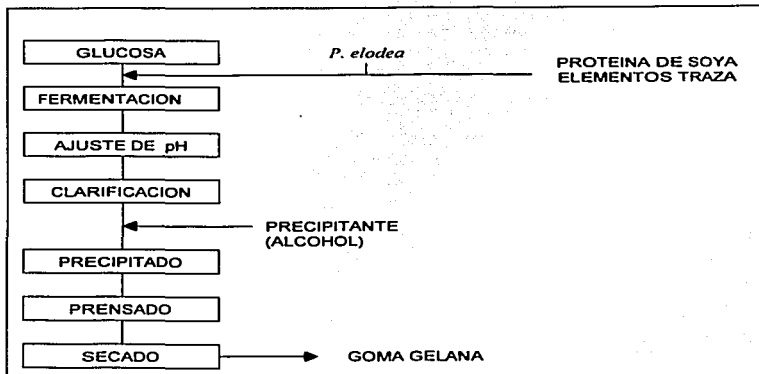 GLUCOSA
P. elodea
PROTEINA DE SOYA
ELEMENTOS TRAZA
FERMENTACION
AJUSTE DE pH
CLARIFICACION
PRECIPITANTE
(ALCOHOL)
PRECIPITADO
PRENSADO
SECADO
GOMA GELANA